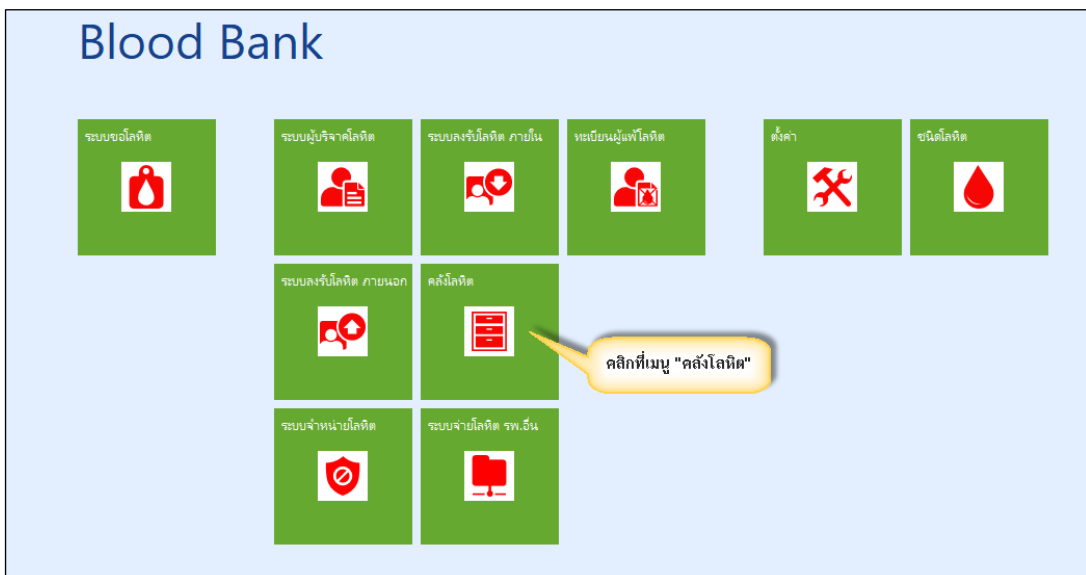 Blood Bank
ระบบขอโลหิต
ระบบผู้บริจาคโลหิต
ระบบลงรับโลหิต ภายใน
ทะเบียนผู้แพ้โลหิต
ตั้งค่า
ชนิดโลหิต
ระบบลงรับโลหิต ภายนอก
คลังโลหิต
คลิกที่เมนู "คลังโลหิต"
ระบบจำหน่ายโลหิต
ระบบจ่ายโลหิต รพ.อื่น